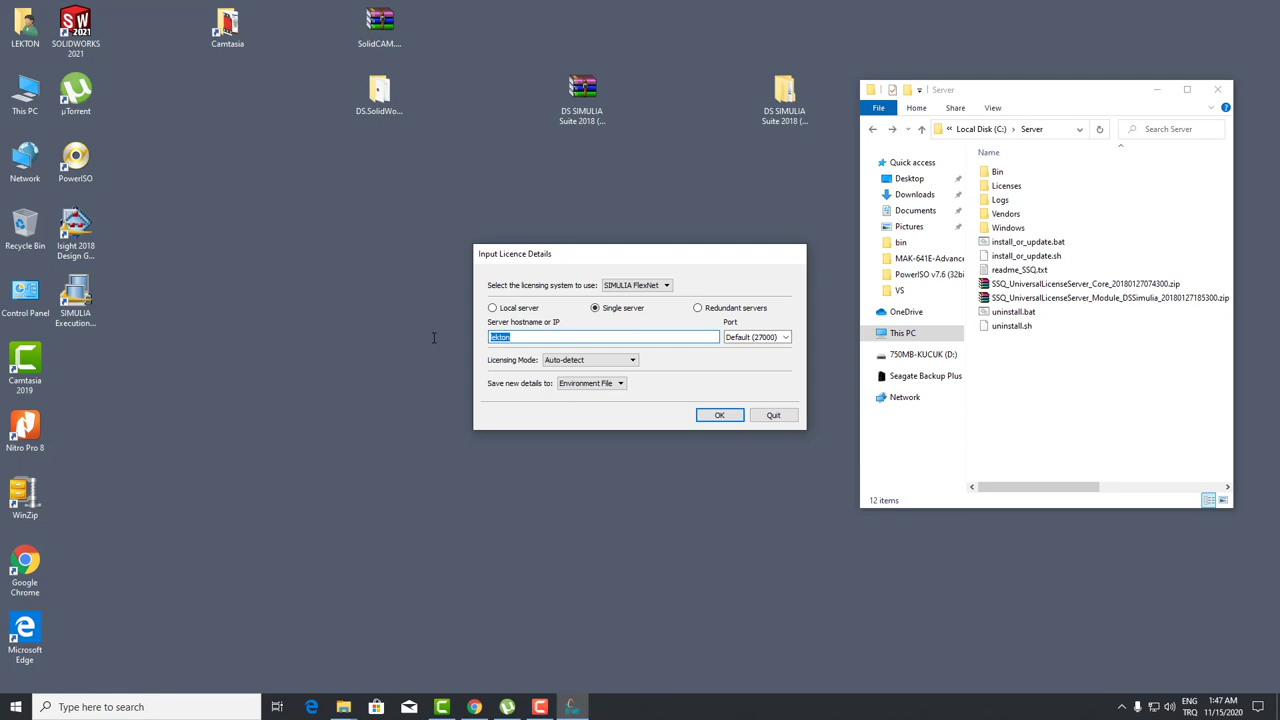 LEKTON
SOLIDWORKS
2021
Camtasia
SolidCAM....
This PC
µTorrent
DS.SolidWo...
DS SIMULIA
Suite 2018 (...
DS SIMULIA
Suite 2018 (...
Network
PowerISO
Recycle Bin
Isight 2018
Design G...
Control Panel
SIMULIA
Execution...
Camtasia
2019
Nitro Pro 8
WinZip
Google
Chrome
Microsoft
Edge
Input Licence Details
Select the licensing system to use: SIMULIA FlexNet
Local server Single server Redundant servers
Server hostname or IP Port
lekton Default (27000)
Licensing Mode: Auto-detect
Save new details to: Environment File
OK Quit
Server
File Home Share View
« Local Disk (C:) › Server Search Server
Name
Quick access
Desktop
Downloads
Documents
Pictures
bin
MAK-641E-Advance
PowerISO v7.6 (32bi
VS
OneDrive
This PC
750MB-KUCUK (D:)
Seagate Backup Plus
Network
Bin
Licenses
Logs
Vendors
Windows
install_or_update.bat
install_or_update.sh
readme_SSQ.txt
SSQ_UniversalLicenseServer_Core_20180127074300.zip
SSQ_UniversalLicenseServer_Module_DSSimulia_20180127185300.zip
uninstall.bat
uninstall.sh
12 items
Type here to search
ENG 1:47 AM
TRQ 11/15/2020